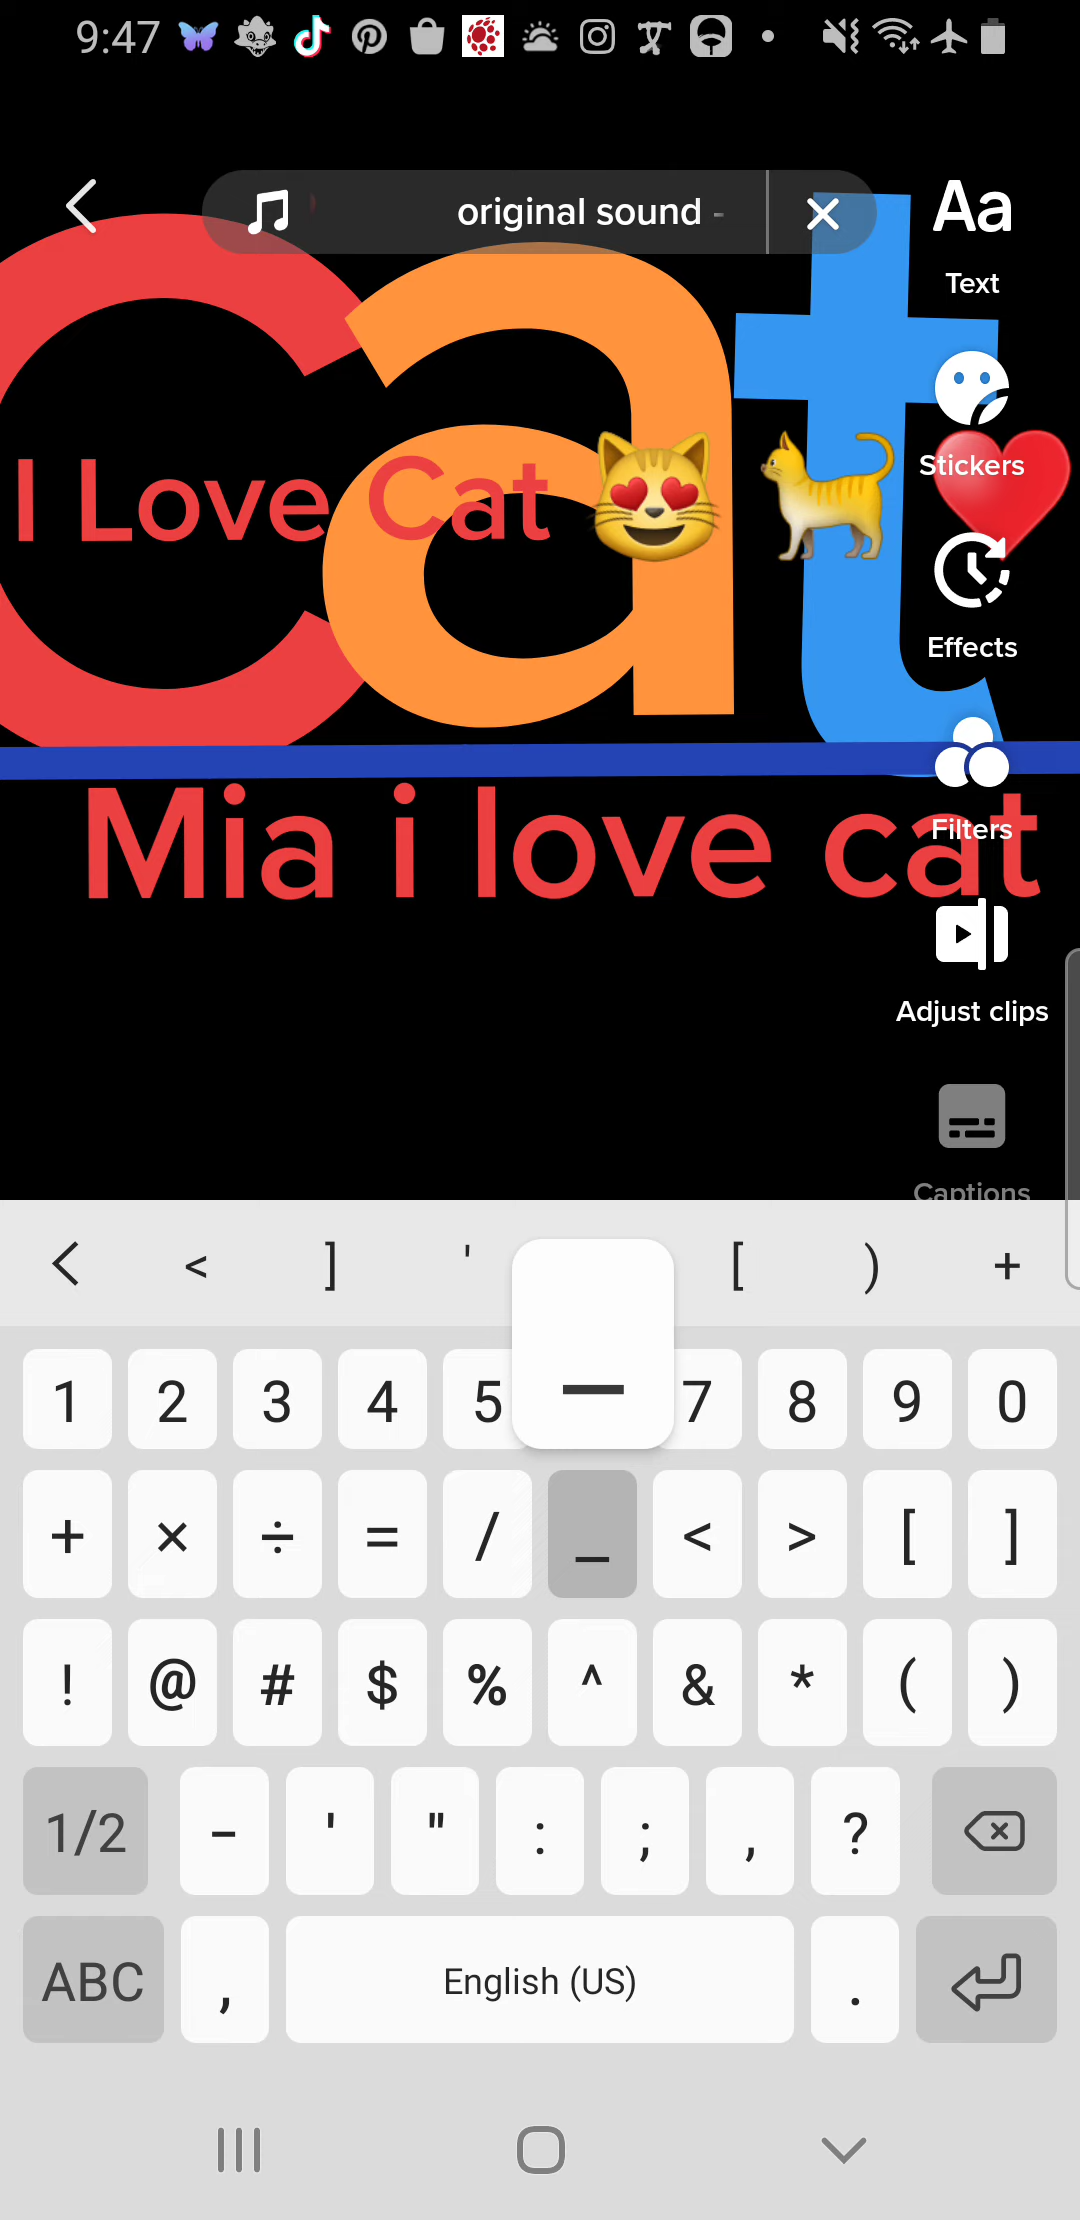 9:47
original sound -
Aa
Text
Cat
Stickers
I Love Cat 😻 🐈 ❤️
Effects
Filters
Mia i love cat
Adjust clips
Captions
< ] ' [ ) +
_
1 2 3 4 5 7 8 9 0
+ × ÷ = / _ < > [ ]
! @ # $ % ^ & * ( )
1/2 - ' " : ; , ?
ABC , English (US) .